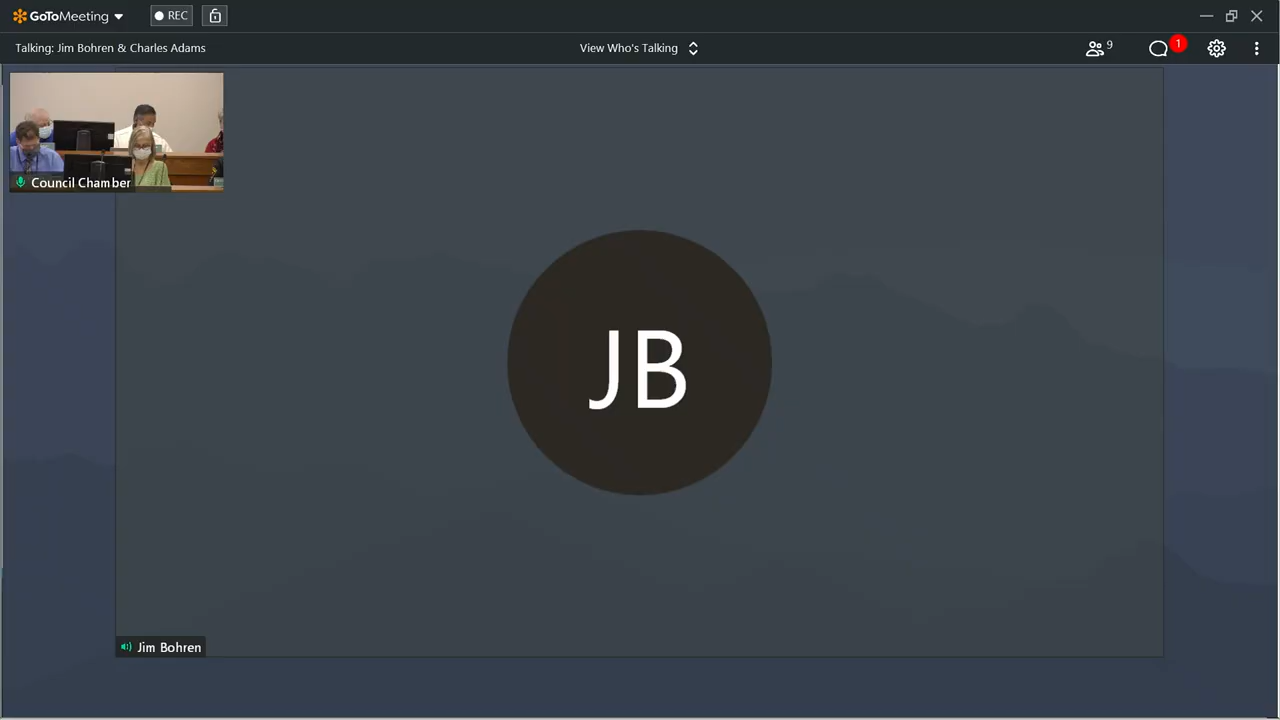 GoToMeeting
REC
Talking: Jim Bohren & Charles Adams
View Who's Talking
9
1
Council Chamber
JB
Jim Bohren